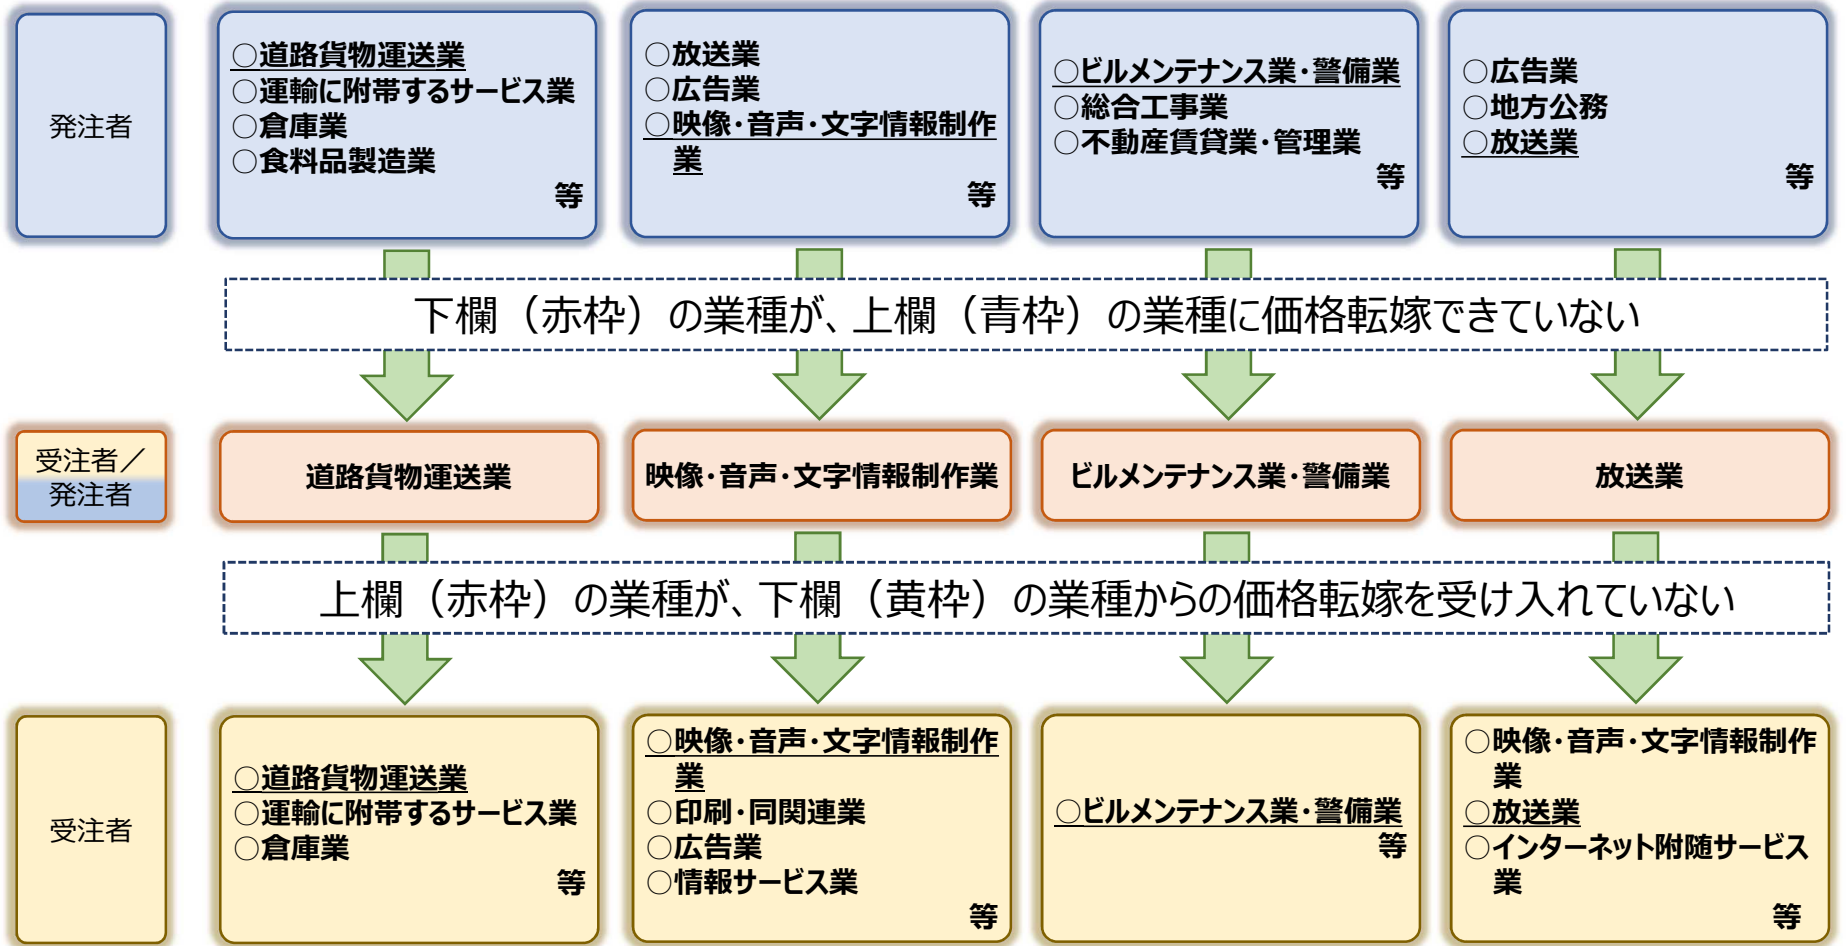 発注者
○道路貨物運送業
○運輸に附帯するサービス業
○倉庫業
○食料品製造業
等
○放送業
○広告業
○映像・音声・文字情報制作
業
等
○ビルメンテナンス業・警備業
○総合工事業
○不動産賃貸業・管理業
等
○広告業
○地方公務
○放送業
等
下欄（赤枠）の業種が、上欄（青枠）の業種に価格転嫁できていない
受注者／
発注者
道路貨物運送業
映像・音声・文字情報制作業
ビルメンテナンス業・警備業
放送業
上欄（赤枠）の業種が、下欄（黄枠）の業種からの価格転嫁を受け入れていない
受注者
○道路貨物運送業
○運輸に附帯するサービス業
○倉庫業
等
○映像・音声・文字情報制作
業
○印刷・同関連業
○広告業
○情報サービス業
等
○ビルメンテナンス業・警備業
等
○映像・音声・文字情報制作
業
○放送業
○インターネット附随サービス
業
等